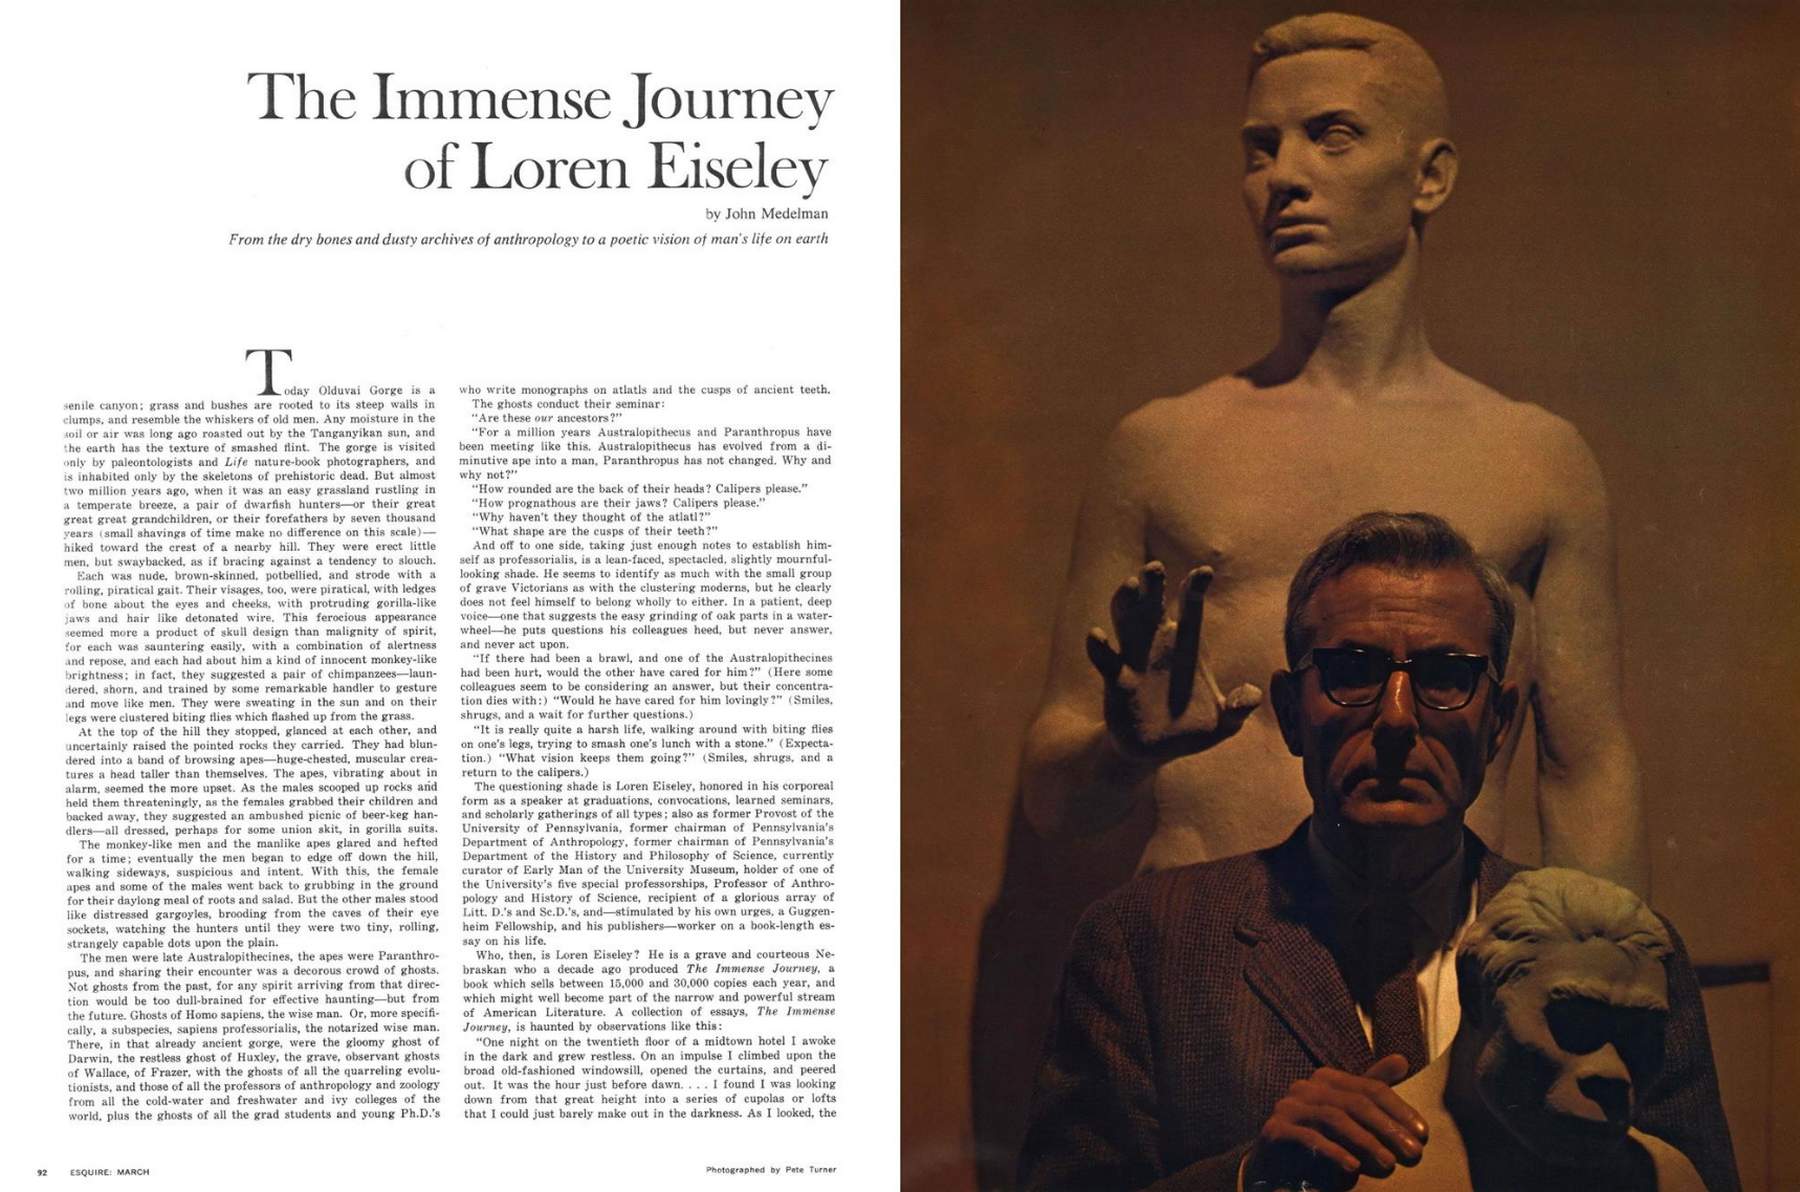 The Immense Journey
of Loren Eiseley
by John Medelman
From the dry bones and dusty archives of anthropology to a poetic vision of man's life on earth
Today Olduvai Gorge is a
senile canyon; grass and bushes are rooted to its steep walls in
clumps, and resemble the whiskers of old men. Any moisture in the
soil or air was long ago roasted out by the Tanganyikan sun, and
the earth has the texture of smashed flint. The gorge is visited
only by paleontologists and Life nature-book photographers, and
is inhabited only by the skeletons of prehistoric dead. But almost
two million years ago, when it was an easy grassland rustling in
a temperate breeze, a pair of dwarfish hunters—or their great
great great grandchildren, or their forefathers by seven thousand
years (small shavings of time make no difference on this scale)—
hiked toward the crest of a nearby hill. They were erect little
men, but swaybacked, as if bracing against a tendency to slouch.
Each was nude, brown-skinned, potbellied, and strode with a
rolling, piratical gait. Their visages, too, were piratical, with ledges
of bone about the eyes and cheeks, with protruding gorilla-like
jaws and hair like detonated wire. This ferocious appearance
seemed more a product of skull design than malignity of spirit,
for each was sauntering easily, with a combination of alertness
and repose, and each had about him a kind of innocent monkey-like
brightness; in fact, they suggested a pair of chimpanzees—laun-
dered, shorn, and trained by some remarkable handler to gesture
and move like men. They were sweating in the sun and on their
legs were clustered biting flies which flashed up from the grass.
At the top of the hill they stopped, glanced at each other, and
uncertainly raised the pointed rocks they carried. They had blun-
dered into a band of browsing apes—huge-chested, muscular crea-
tures a head taller than themselves. The apes, vibrating about in
alarm, seemed the more upset. As the males scooped up rocks and
held them threateningly, as the females grabbed their children and
backed away, they suggested an ambushed picnic of beer-keg han-
dlers—all dressed, perhaps for some union skit, in gorilla suits.
The monkey-like men and the manlike apes glared and hefted
for a time; eventually the men began to edge off down the hill,
walking sideways, suspicious and intent. With this, the female
apes and some of the males went back to grubbing in the ground
for their daylong meal of roots and salad. But the other males stood
like distressed gargoyles, brooding from the caves of their eye
sockets, watching the hunters until they were two tiny, rolling,
strangely capable dots upon the plain.
The men were late Australopithecines, the apes were Paranthro-
pus, and sharing their encounter was a decorous crowd of ghosts.
Not ghosts from the past, for any spirit arriving from that direc-
tion would be too dull-brained for effective haunting—but from
the future. Ghosts of Homo sapiens, the wise man. Or, more specifi-
cally, a subspecies, sapiens professorialis, the notarized wise man.
There, in that already ancient gorge, were the gloomy ghost of
Darwin, the restless ghost of Huxley, the grave, observant ghosts
of Wallace, of Frazer, with the ghosts of all the quarreling evolu-
tionists, and those of all the professors of anthropology and zoology
from all the cold-water and freshwater and ivy colleges of the
world, plus the ghosts of all the grad students and young Ph.D.'s
who write monographs on atlatls and the cusps of ancient teeth.
The ghosts conduct their seminar:
"Are these our ancestors?"
"For a million years Australopithecus and Paranthropus have
been meeting like this. Australopithecus has evolved from a di-
minutive ape into a man, Paranthropus has not changed. Why and
why not?"
"How rounded are the back of their heads? Calipers please."
"How prognathous are their jaws? Calipers please."
"Why haven't they thought of the atlatl?"
"What shape are the cusps of their teeth?"
And off to one side, taking just enough notes to establish him-
self as professorialis, is a lean-faced, spectacled, slightly mournful-
looking shade. He seems to identify as much with the small group
of grave Victorians as with the clustering moderns, but he clearly
does not feel himself to belong wholly to either. In a patient, deep
voice—one that suggests the easy grinding of oak parts in a water-
wheel—he puts questions his colleagues heed, but never answer,
and never act upon.
"If there had been a brawl, and one of the Australopithecines
had been hurt, would the other have cared for him?" (Here some
colleagues seem to be considering an answer, but their concentra-
tion dies with:) "Would he have cared for him lovingly?" (Smiles,
shrugs, and a wait for further questions.)
"It is really quite a harsh life, walking around with biting flies
on one's legs, trying to smash one's lunch with a stone." (Expecta-
tion.) "What vision keeps them going?" (Smiles, shrugs, and a
return to the calipers.)
The questioning shade is Loren Eiseley, honored in his corporeal
form as a speaker at graduations, convocations, learned seminars,
and scholarly gatherings of all types; also as former Provost of the
University of Pennsylvania, former chairman of Pennsylvania's
Department of Anthropology, former chairman of Pennsylvania's
Department of the History and Philosophy of Science, currently
curator of Early Man of the University Museum, holder of one of
the University's five special professorships, Professor of Anthro-
pology and History of Science, recipient of a glorious array of
Litt. D.'s and Sc.D.'s, and—stimulated by his own urges, a Guggen-
heim Fellowship, and his publishers—worker on a book-length es-
say on his life.
Who, then, is Loren Eiseley? He is a grave and courteous Ne-
braskan who a decade ago produced The Immense Journey, a
book which sells between 15,000 and 30,000 copies each year, and
which might well become part of the narrow and powerful stream
of American Literature. A collection of essays, The Immense
Journey, is haunted by observations like this:
"One night on the twentieth floor of a midtown hotel I awoke
in the dark and grew restless. On an impulse I climbed upon the
broad old-fashioned windowsill, opened the curtains, and peered
out. It was the hour just before dawn. . . . I found I was looking
down from that great height into a series of cupolas or lofts
that I could just barely make out in the darkness. As I looked, the
92 ESQUIRE: MARCH
Photographed by Pete Turner